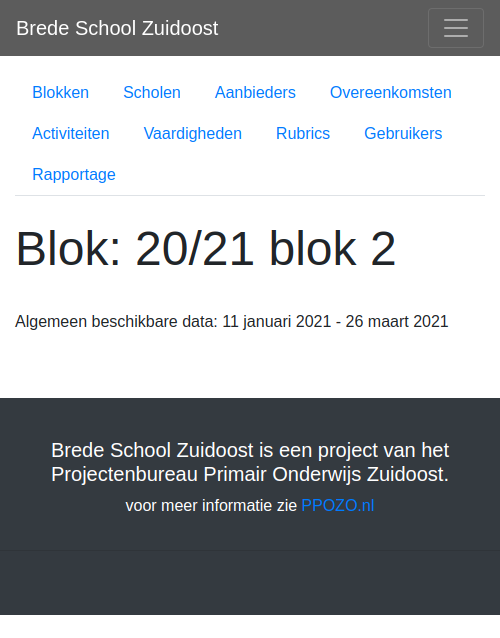 Brede School Zuidoost
Blokken Scholen Aanbieders Overeenkomsten
Activiteiten Vaardigheden Rubrics Gebruikers
Rapportage
Blok: 20/21 blok 2
Algemeen beschikbare data: 11 januari 2021 - 26 maart 2021
Brede School Zuidoost is een project van het
Projectenbureau Primair Onderwijs Zuidoost.
voor meer informatie zie PPOZO.nl